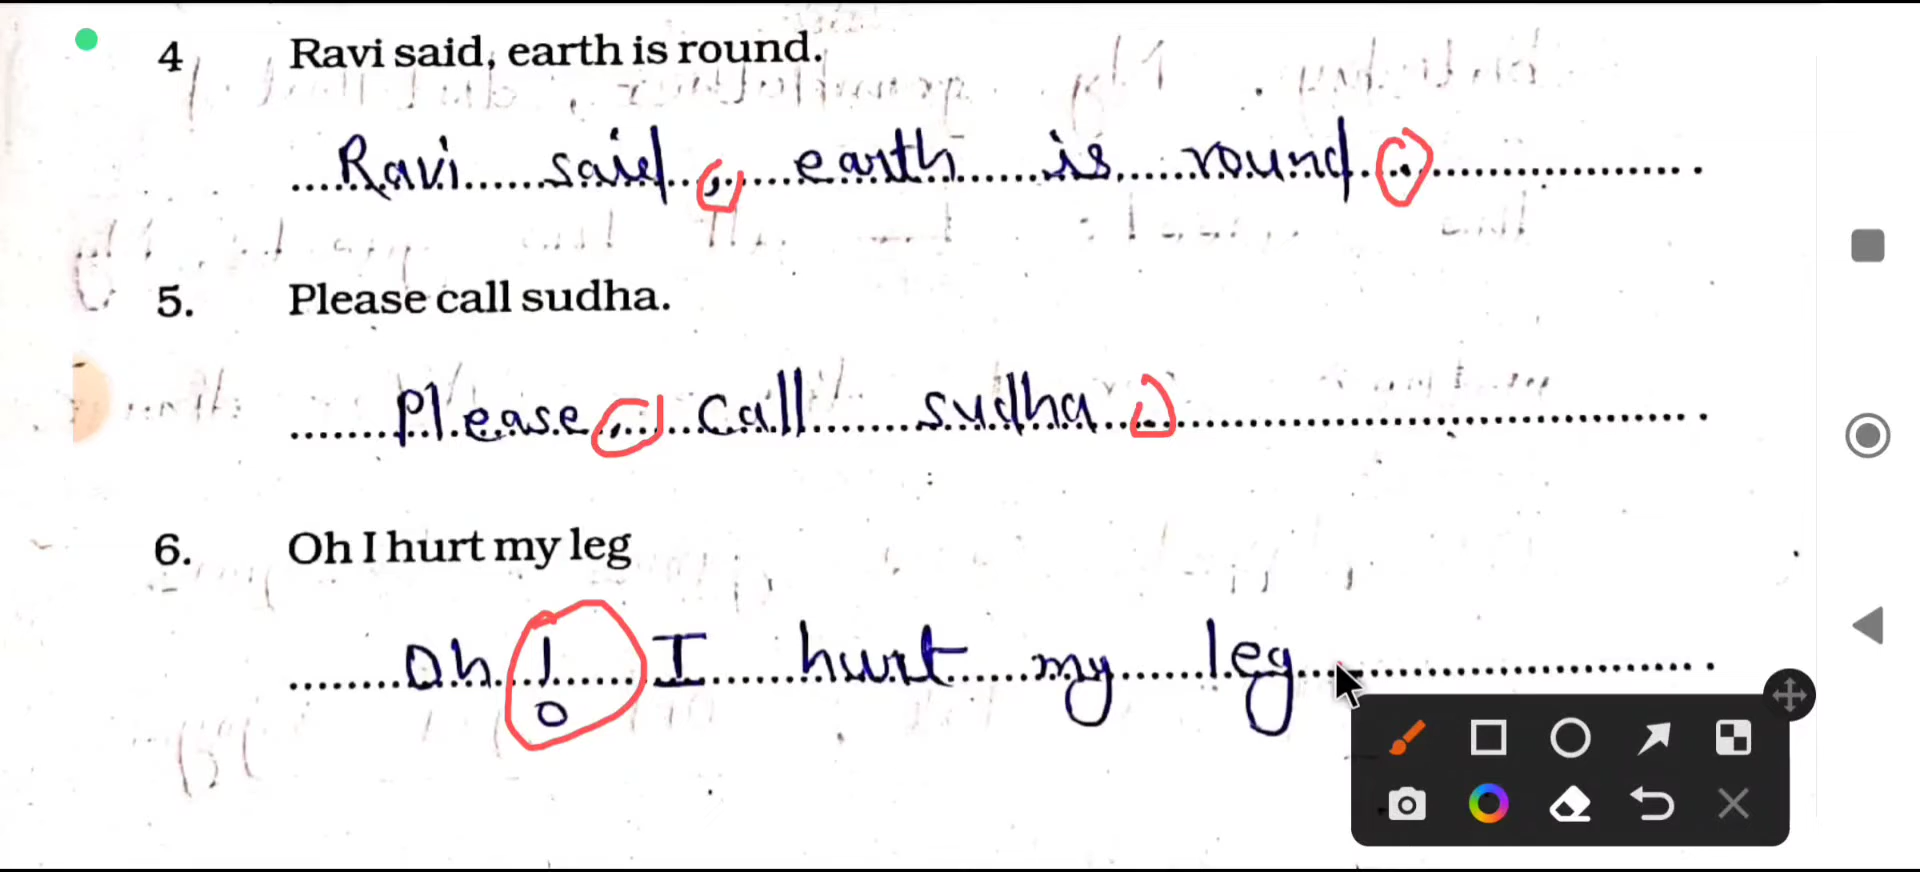 4 Ravi said, earth is round.
Ravi said, earth is round.
5. Please call sudha.
Please, call sudha.
6. Oh I hurt my leg
Oh! I hurt my leg